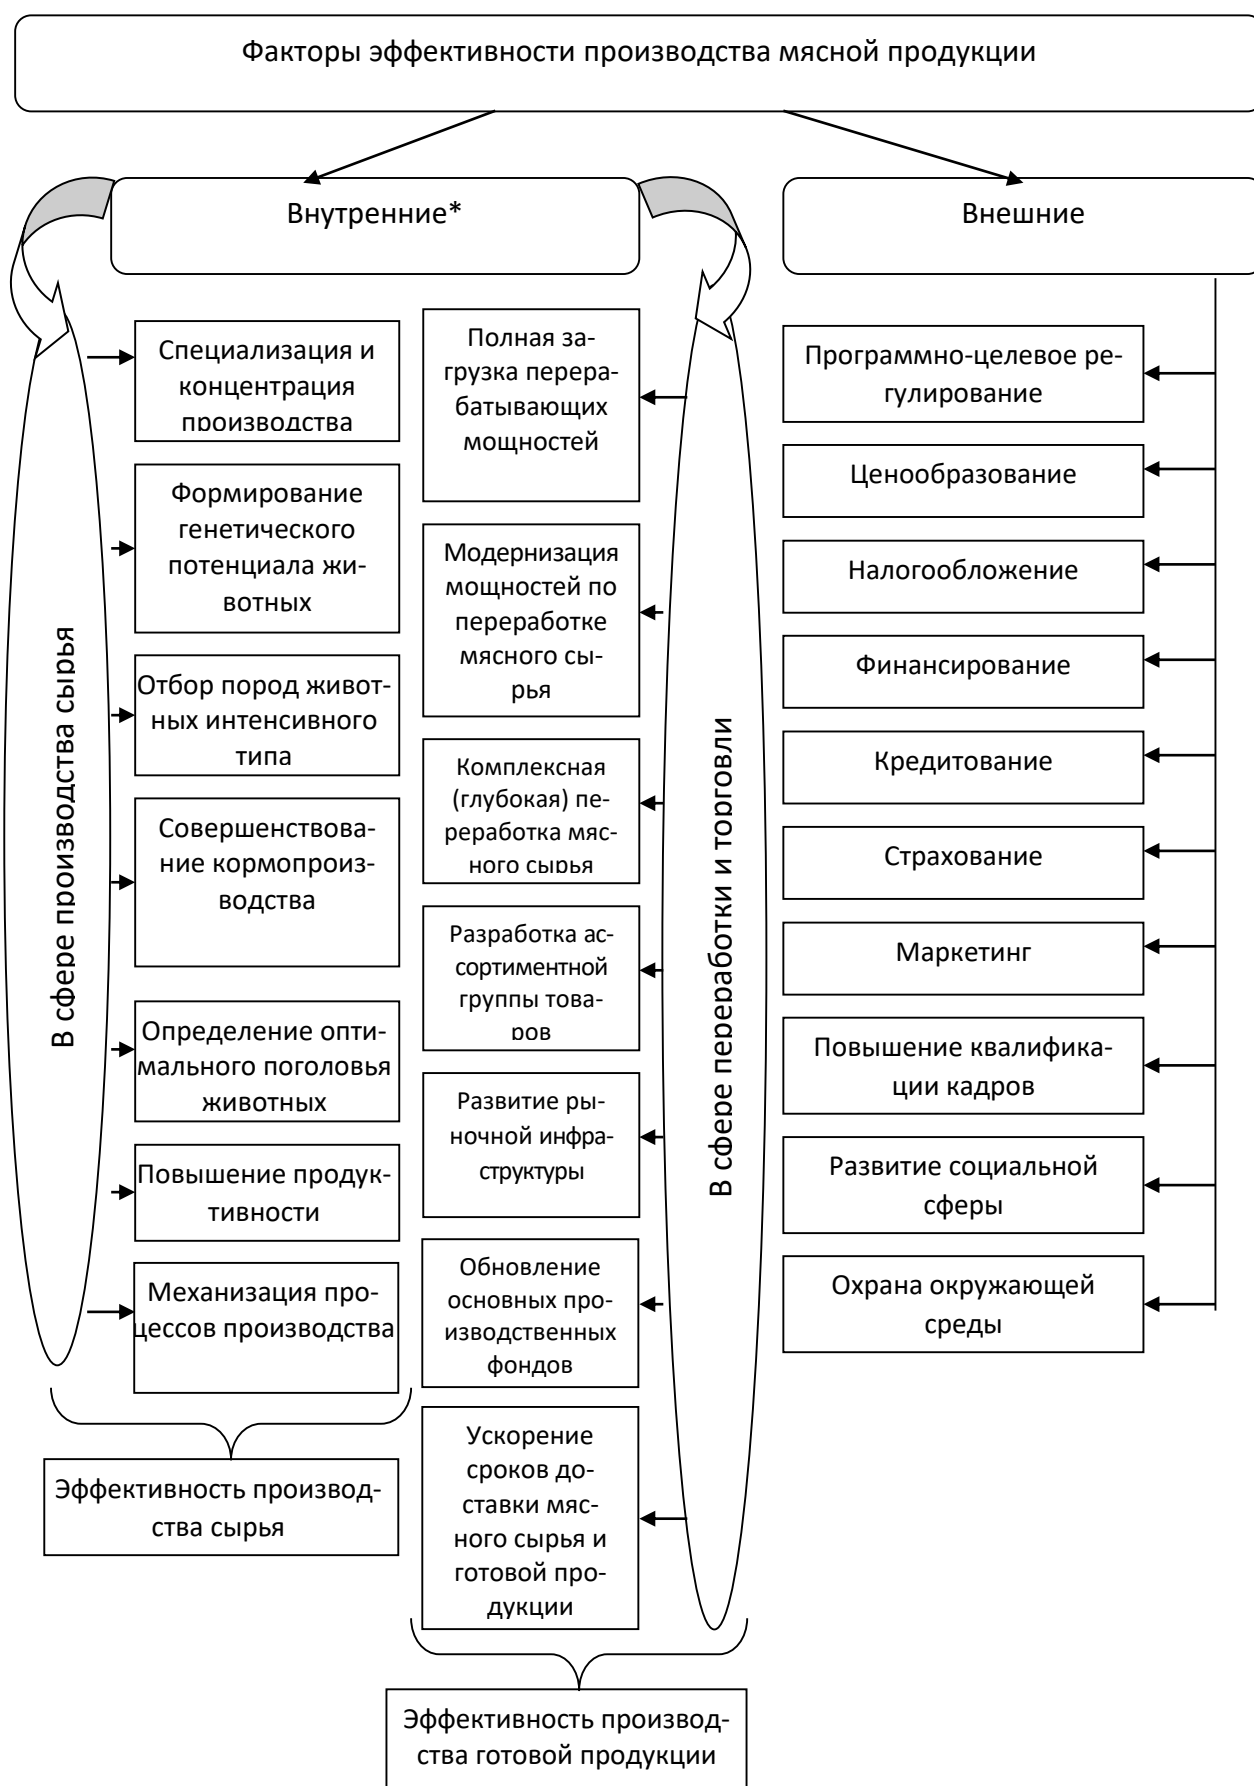 Факторы эффективности производства мясной продукции
Внутренние*
Внешние
В сфере производства сырья
Специализация и
концентрация
производства
Формирование
генетического
потенциала жи-
вотных
Отбор пород живот-
ных интенсивного
типа
Совершенствова-
ние кормопроиз-
водства
Определение опти-
мального поголовья
животных
Повышение продук-
тивности
Механизация про-
цессов производства
Эффективность производ-
ства сырья
Полная за-
грузка перера-
батывающих
мощностей
Модернизация
мощностей по
переработке
мясного сы-
рья
Комплексная
(глубокая) пе-
реработка мяс-
ного сырья
Разработка ас-
сортиментной
группы това-
ров
Развитие ры-
ночной инфра-
структуры
Обновление
основных про-
изводственных
фондов
Ускорение
сроков до-
ставки мяс-
ного сырья и
готовой про-
дукции
В сфере переработки и торговли
Эффективность производ-
ства готовой продукции
Программно-целевое ре-
гулирование
Ценообразование
Налогообложение
Финансирование
Кредитование
Страхование
Маркетинг
Повышение квалифика-
ции кадров
Развитие социальной
сферы
Охрана окружающей
среды